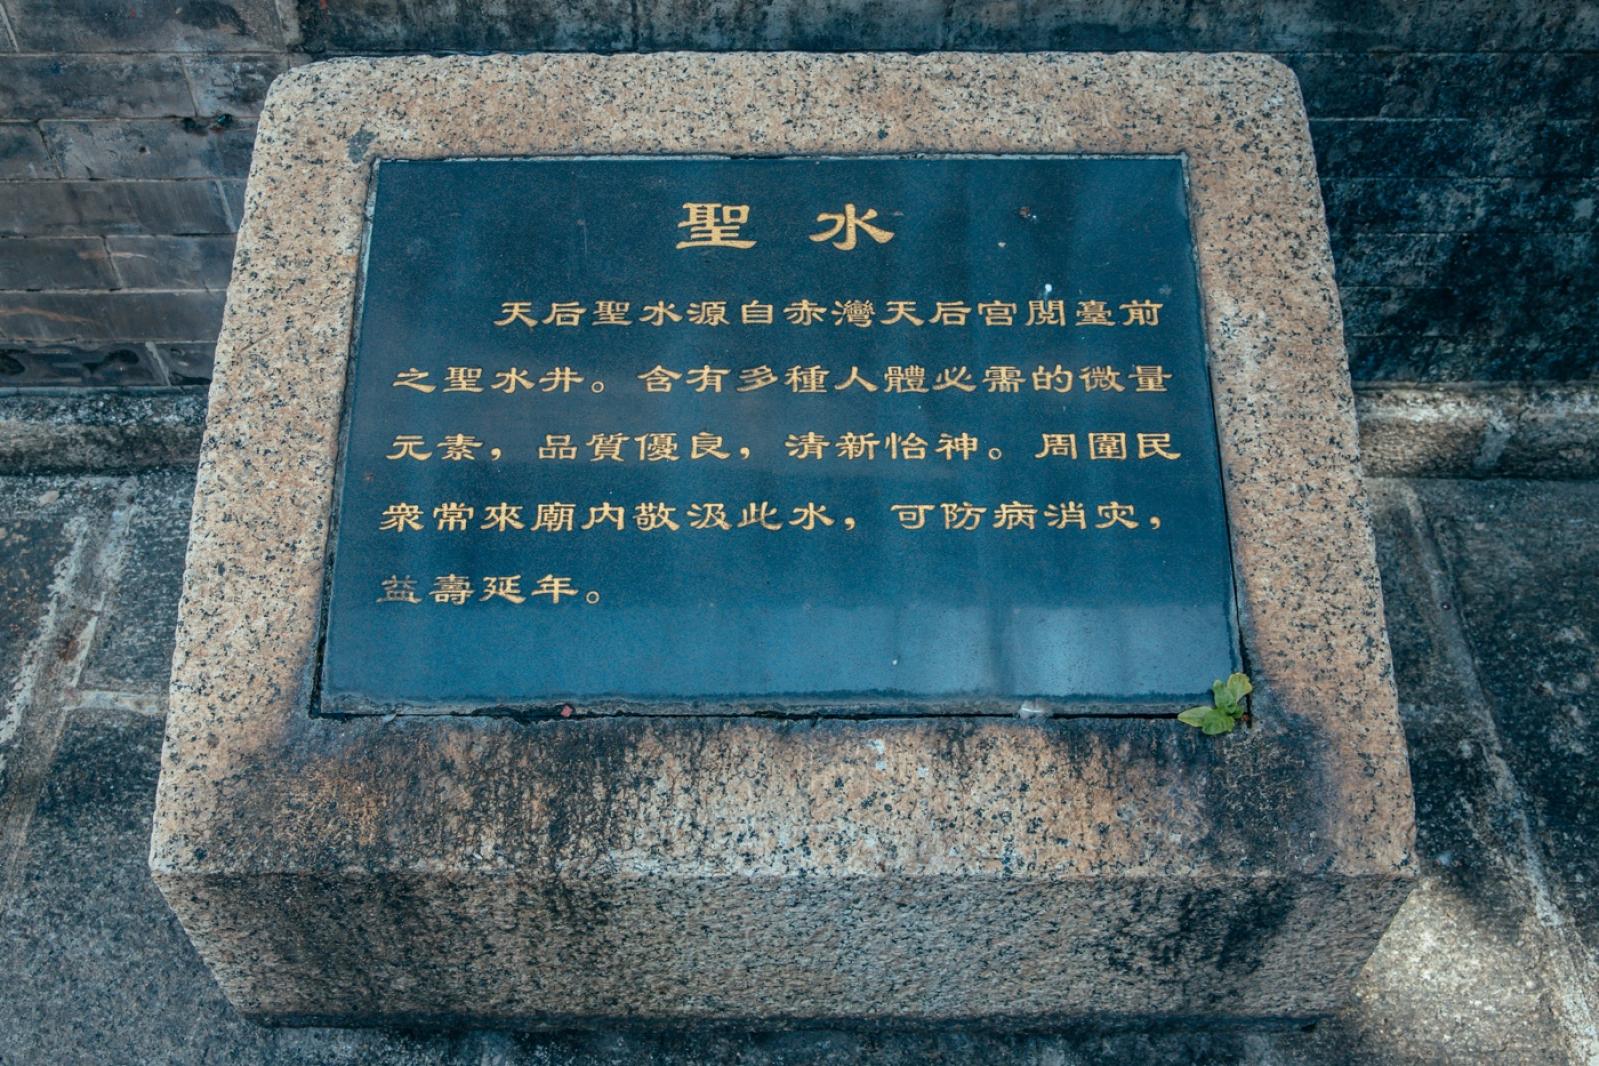 聖水
天后聖水源自赤灣天后宮閱臺前
之聖水井。含有多種人體必需的微量
元素，品質優良，清新怡神。周圍民
衆常來廟内敬汲此水，可防病消灾，
益壽延年。